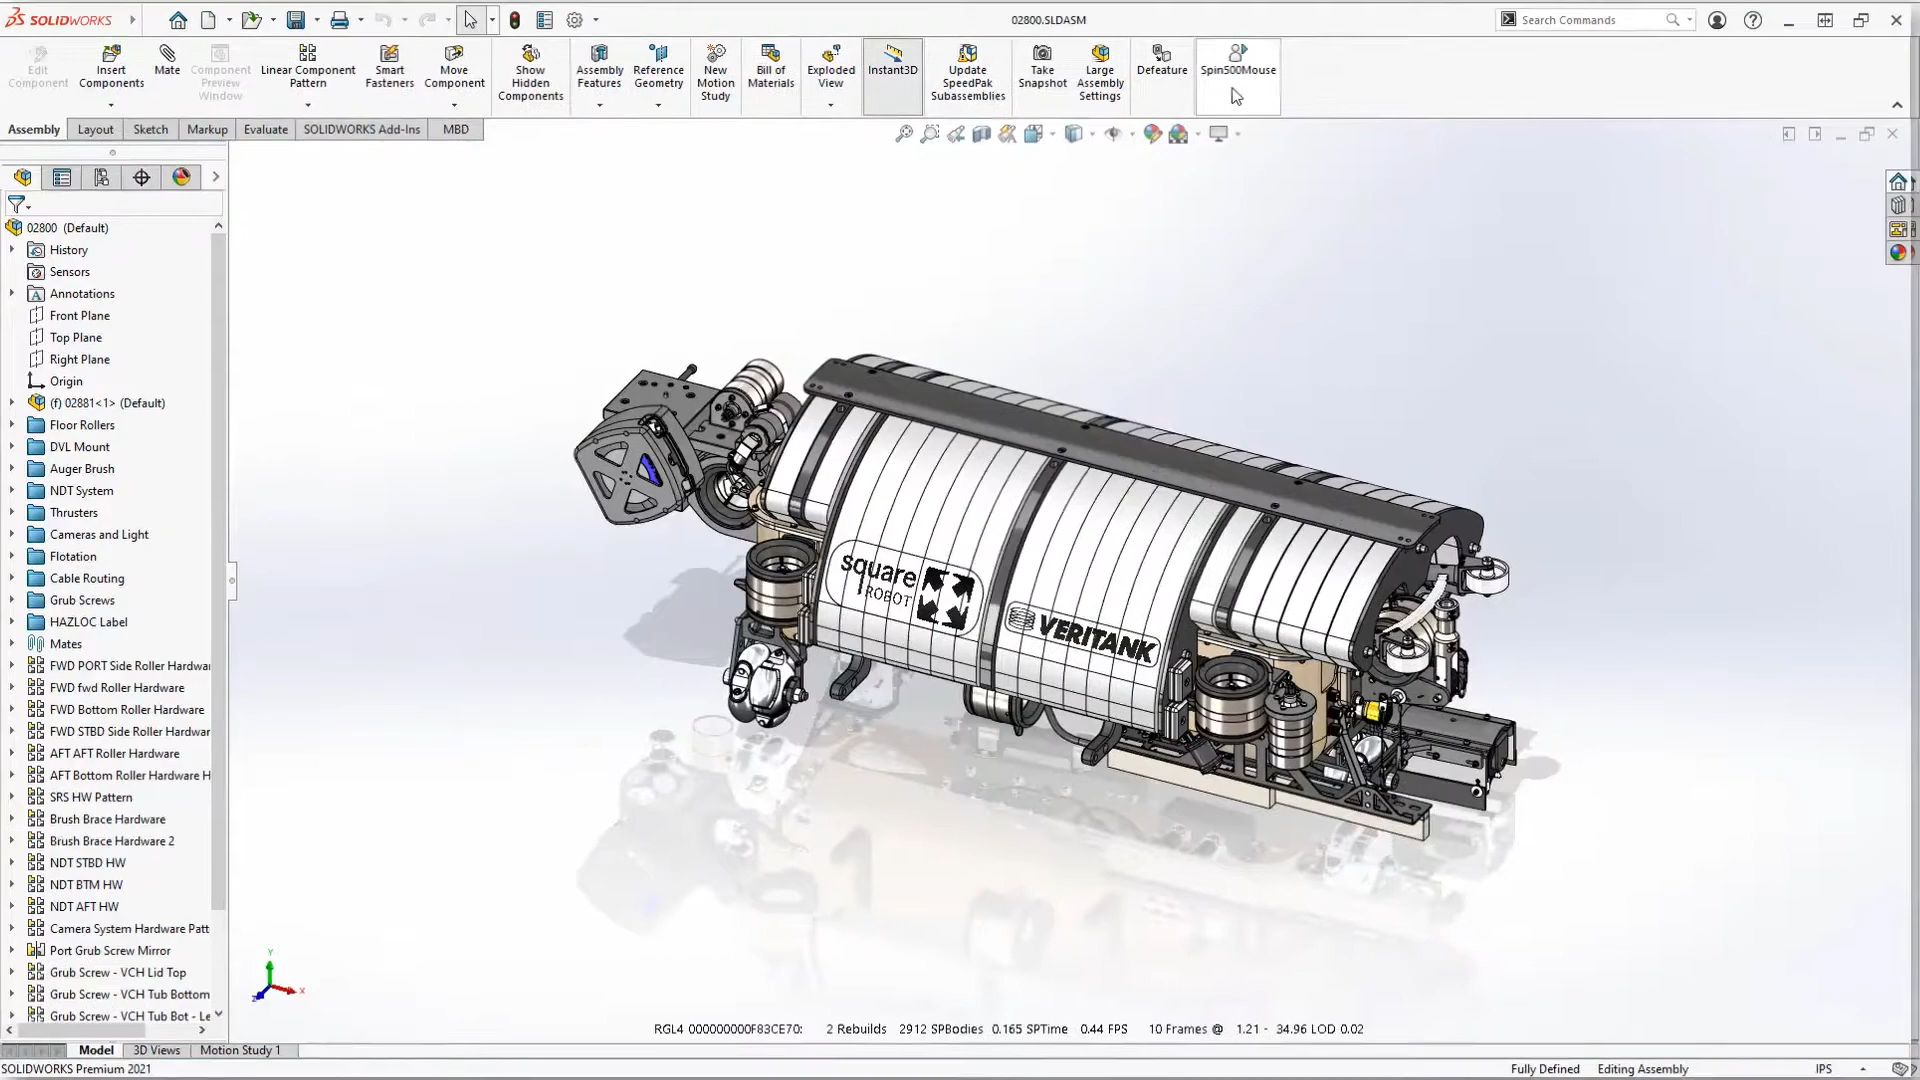 SOLIDWORKS
02800.SLDASM
Search Commands
Edit Component
Insert Components
Mate
Component Preview Window
Linear Component Pattern
Smart Fasteners
Move Component
Show Hidden Components
Assembly Features
Reference Geometry
New Motion Study
Bill of Materials
Exploded View
Instant3D
Update SpeedPak Subassemblies
Take Snapshot
Large Assembly Settings
Defeature
Spin500Mouse
Assembly
Layout
Sketch
Markup
Evaluate
SOLIDWORKS Add-Ins
MBD
02800 (Default)
History
Sensors
Annotations
Front Plane
Top Plane
Right Plane
Origin
(f) 02881<1> (Default)
Floor Rollers
DVL Mount
Auger Brush
NDT System
Thrusters
Cameras and Light
Flotation
Cable Routing
Grub Screws
HAZLOC Label
Mates
FWD PORT Side Roller Hardwar
FWD fwd Roller Hardware
FWD Bottom Roller Hardware
FWD STBD Side Roller Hardwar
AFT AFT Roller Hardware
AFT Bottom Roller Hardware H
SRS HW Pattern
Brush Brace Hardware
Brush Brace Hardware 2
NDT STBD HW
NDT BTM HW
NDT AFT HW
Camera System Hardware Patt
Port Grub Screw Mirror
Grub Screw - VCH Lid Top
Grub Screw - VCH Tub Bottom
Grub Screw - VCH Tub Bot - Le
square
ROBOT
VERITANK
Y
X
Z
RGL4 000000000F83CE70: 2 Rebuilds 2912 SPBodies 0.165 SPTime 0.44 FPS 10 Frames @ 1.21 - 34.96 LOD 0.02
Model
3D Views
Motion Study 1
SOLIDWORKS Premium 2021
Fully Defined
Editing Assembly
IPS